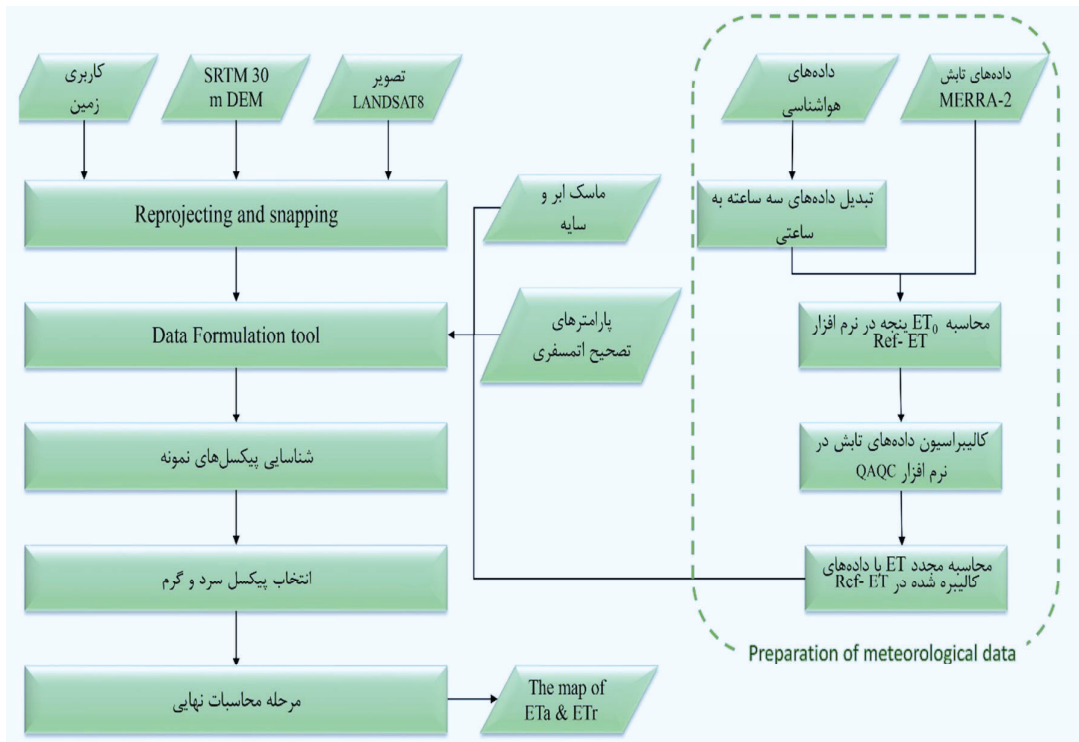 کاربری
زمین
SRTM 30
m DEM
تصویر
LANDSAT8
داده‌های
هواشناسی
داده‌های تابش
MERRA-2
Reprojecting and snapping
ماسک ابر و
سایه
تبدیل داده‌های سه ساعته به
ساعتی
Data Formulation tool
پارامترهای
تصحیح اتمسفری
محاسبه ET₀ پنجه در نرم افزار
Ref- ET
شناسایی پیکسل‌های نمونه
کالیبراسیون داده‌های تابش در
نرم افزار QAQC
انتخاب پیکسل سرد و گرم
محاسبه مجدد ET با داده‌های
کالیبره شده در Ref- ET
Preparation of meteorological data
مرحله محاسبات نهایی
The map of
ETa & ETr